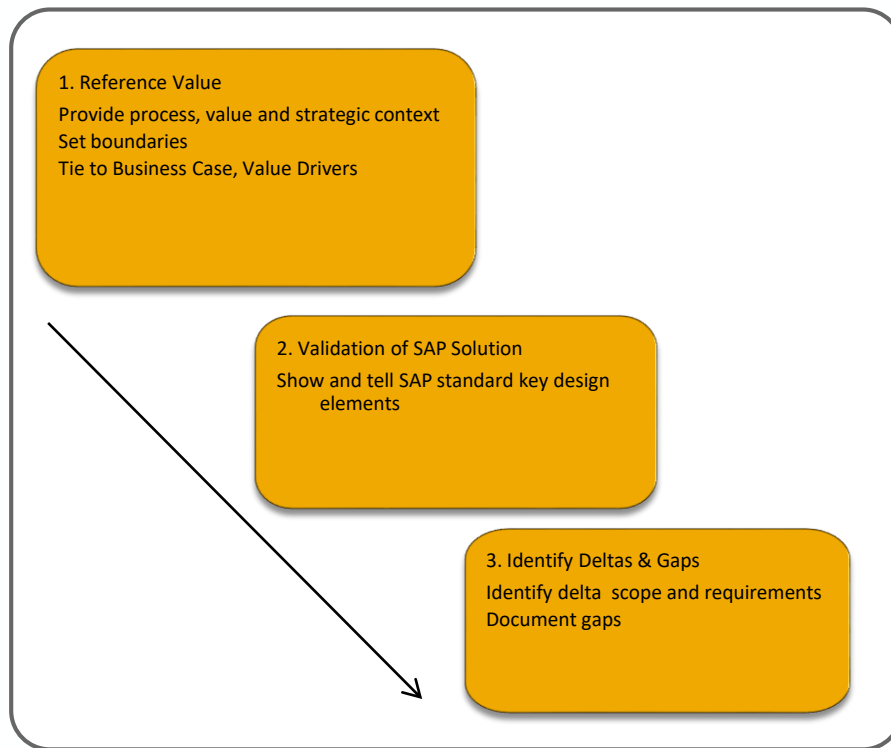 1. Reference Value
Provide process, value and strategic context
Set boundaries
Tie to Business Case, Value Drivers
2. Validation of SAP Solution
Show and tell SAP standard key design
elements
3. Identify Deltas & Gaps
Identify delta  scope and requirements
Document gaps